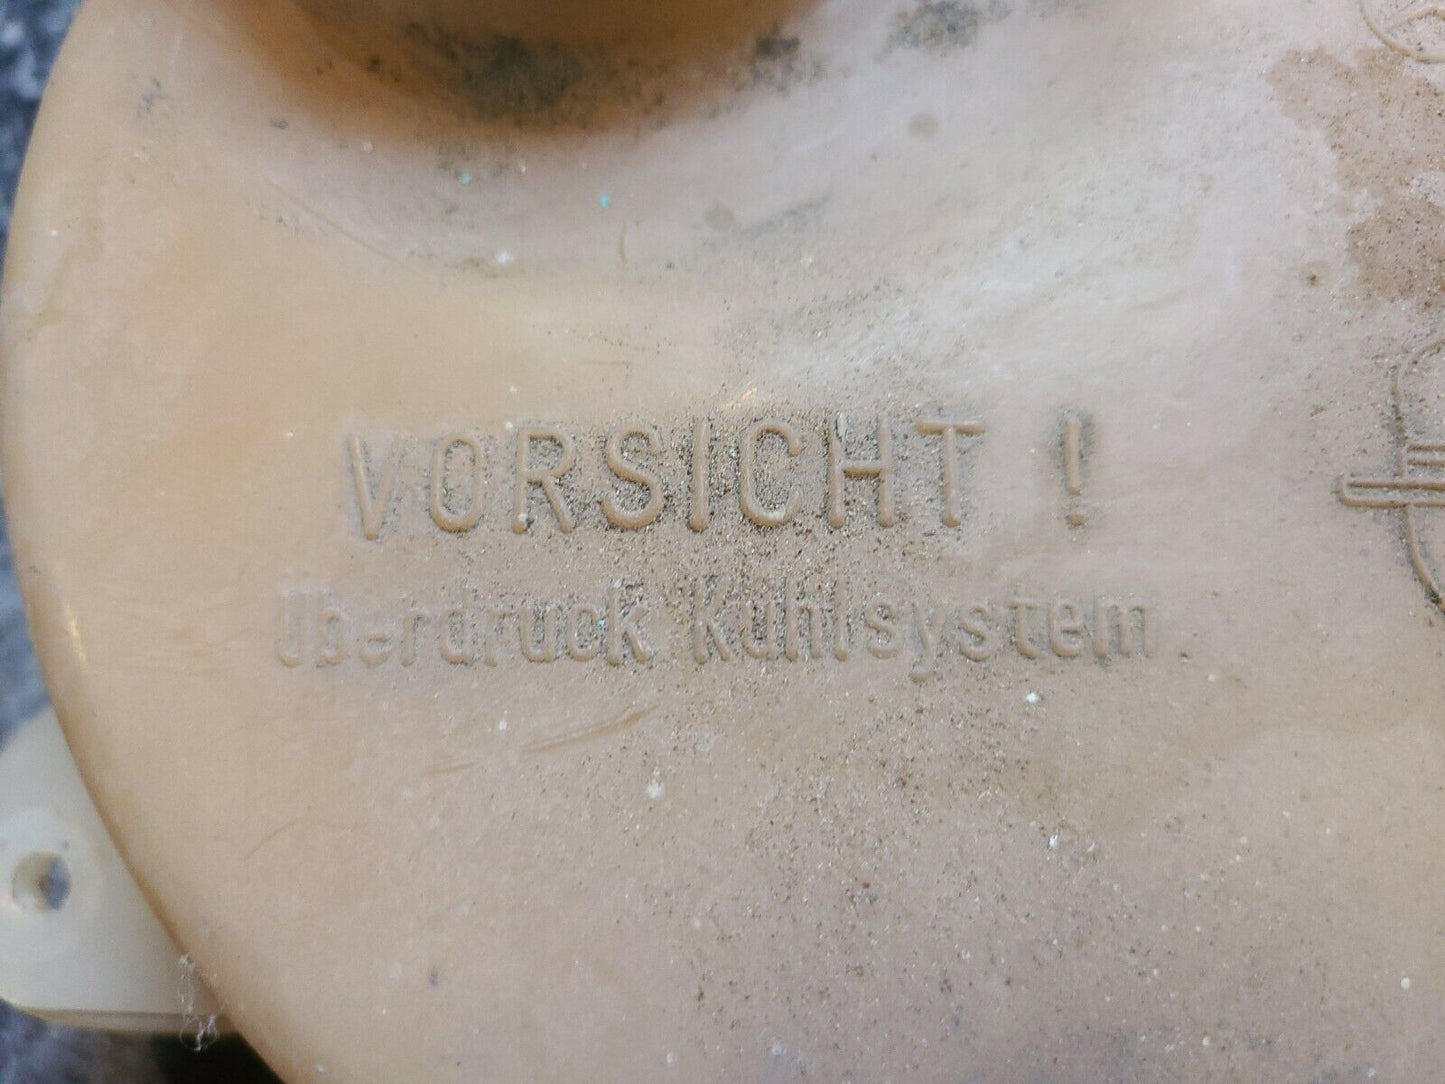 VORSICHT !
Überdruck Kühlsystem